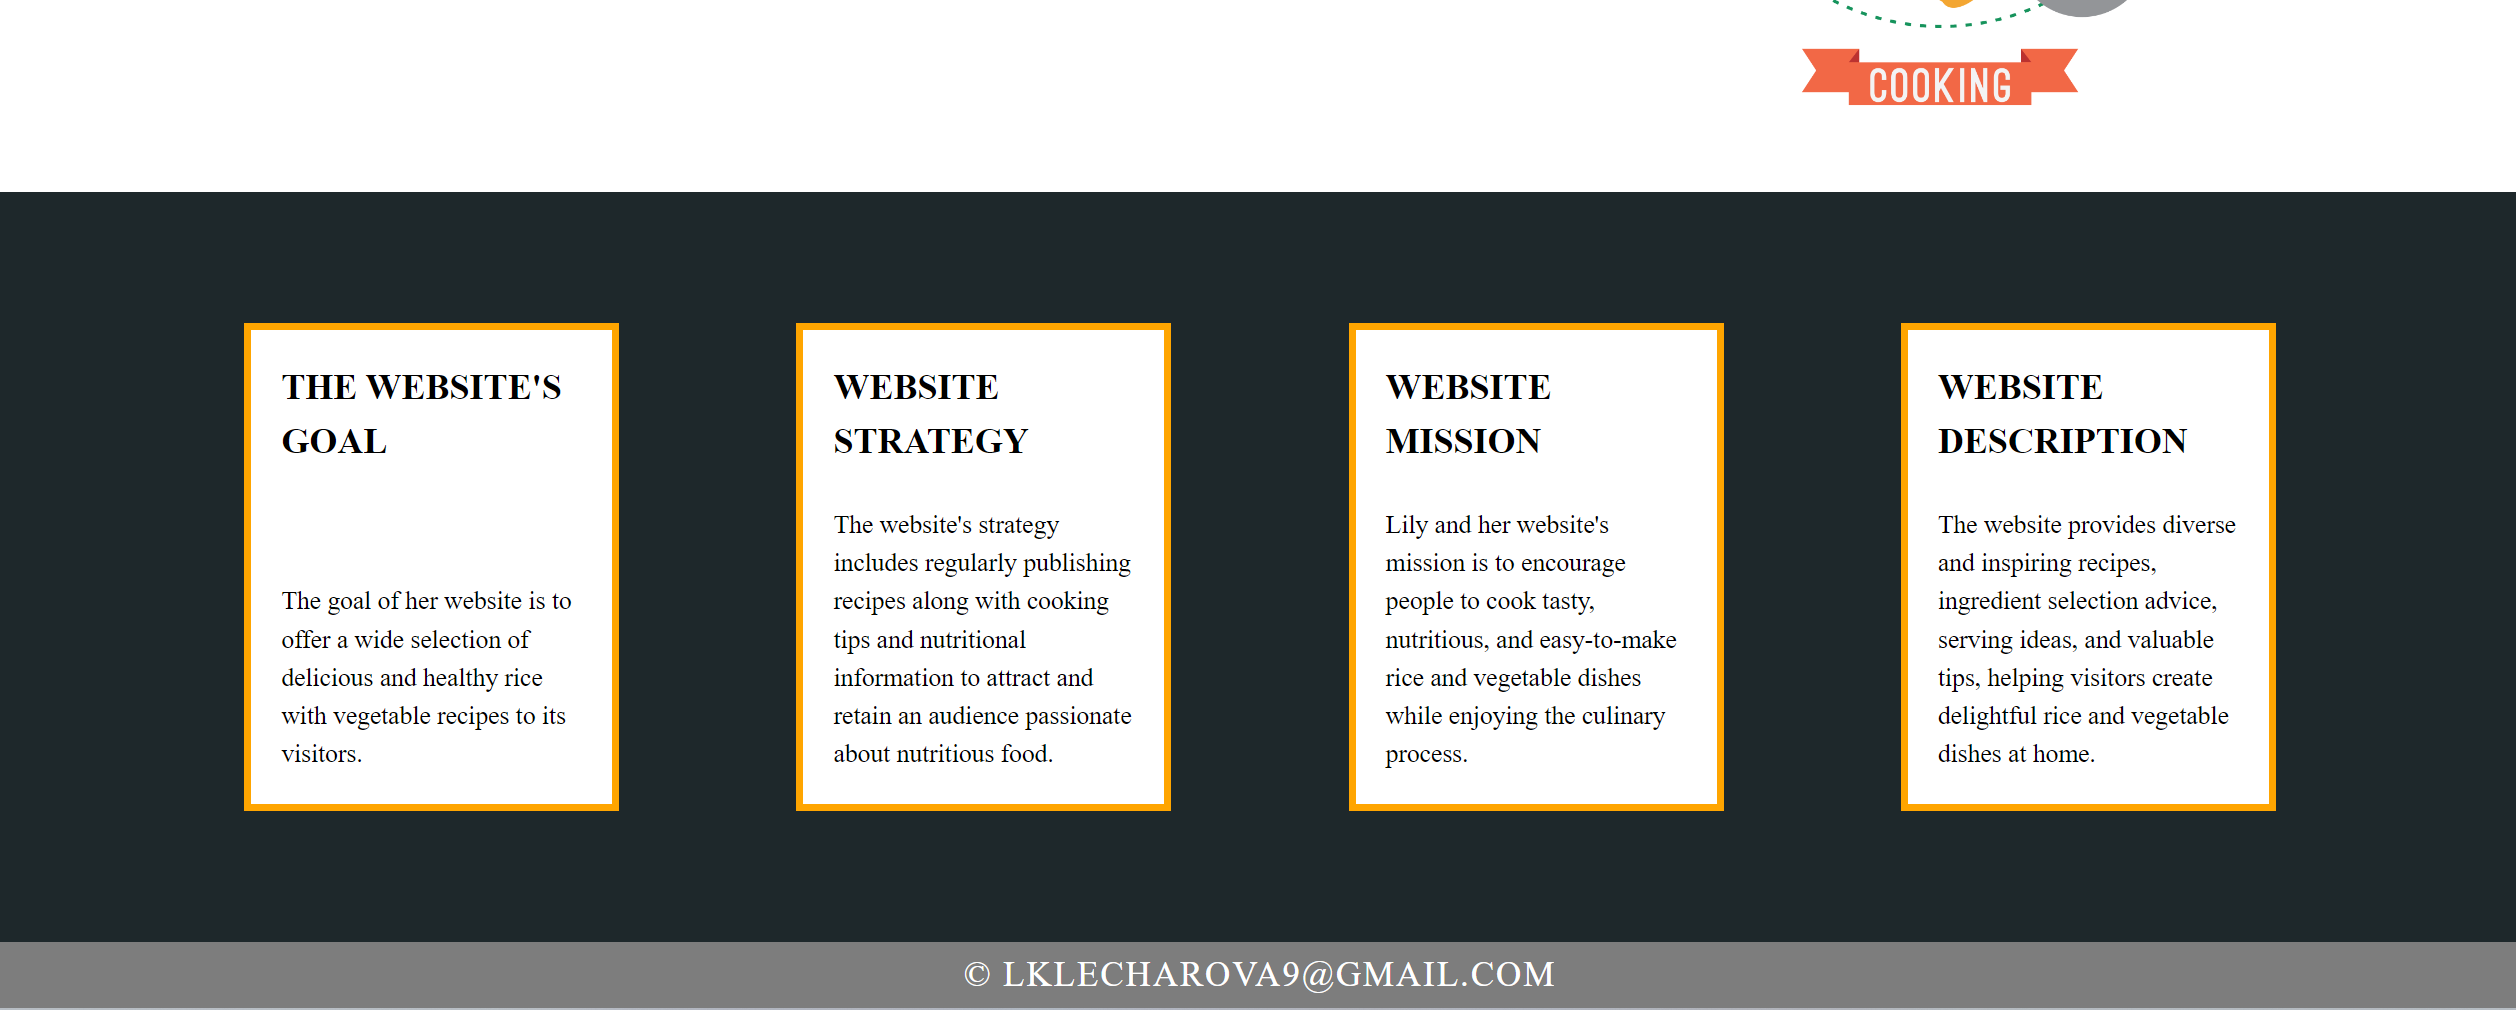 COOKING
THE WEBSITE'S
GOAL
The goal of her website is to
offer a wide selection of
delicious and healthy rice
with vegetable recipes to its
visitors.
WEBSITE
STRATEGY
The website's strategy
includes regularly publishing
recipes along with cooking
tips and nutritional
information to attract and
retain an audience passionate
about nutritious food.
WEBSITE
MISSION
Lily and her website's
mission is to encourage
people to cook tasty,
nutritious, and easy-to-make
rice and vegetable dishes
while enjoying the culinary
process.
WEBSITE
DESCRIPTION
The website provides diverse
and inspiring recipes,
ingredient selection advice,
serving ideas, and valuable
tips, helping visitors create
delightful rice and vegetable
dishes at home.
© LKLECHAROVA9@GMAIL.COM